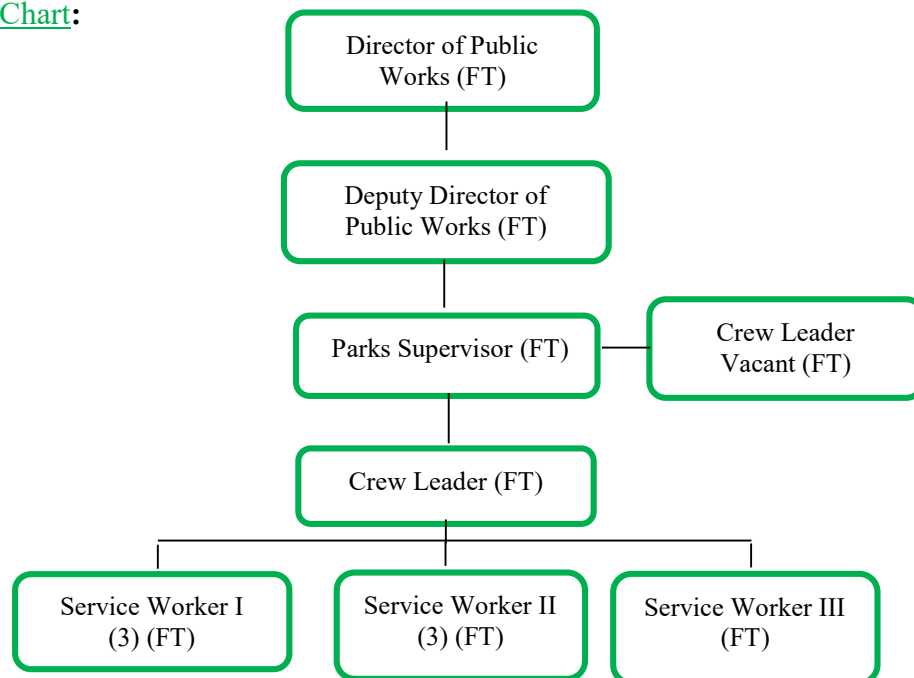 Chart:
Director of Public
Works (FT)
Deputy Director of
Public Works (FT)
Parks Supervisor (FT)
Crew Leader
Vacant (FT)
Crew Leader (FT)
Service Worker I
(3) (FT)
Service Worker II
(3) (FT)
Service Worker III
(FT)